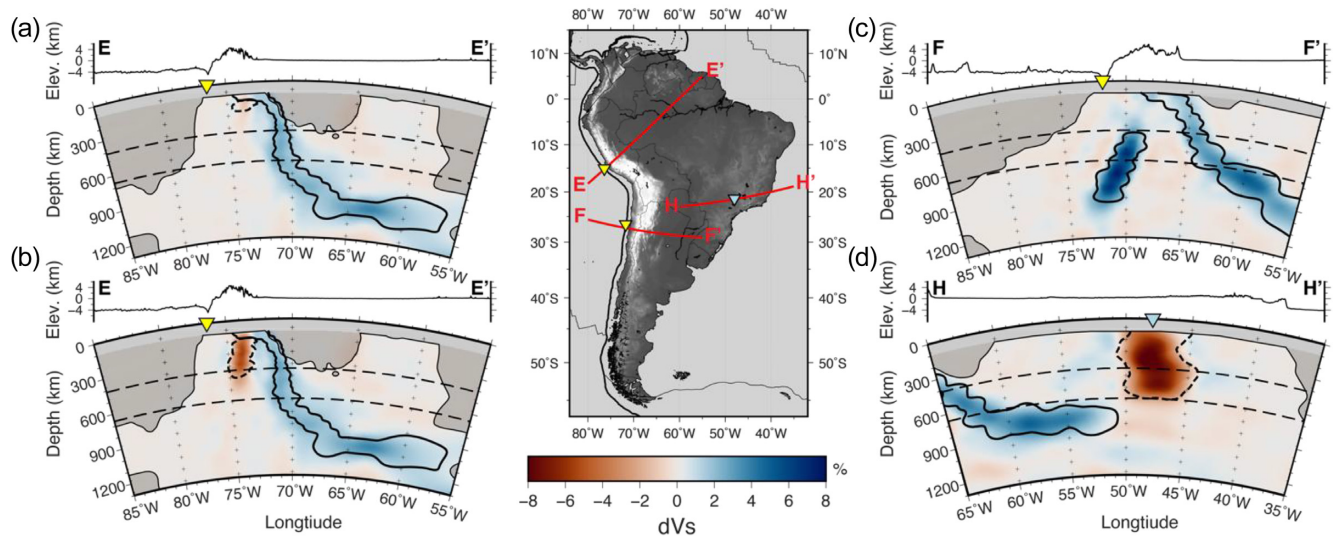 (a)
Elev. (km)
4
0
−4
E
E'
Depth (km)
0
300
600
900
1200
85°W
80°W
75°W
70°W
65°W
60°W
55°W
(b)
Elev. (km)
4
0
−4
E
E'
Depth (km)
0
300
600
900
1200
85°W
80°W
75°W
70°W
65°W
60°W
55°W
Longtiude
80°W 70°W 60°W 50°W 40°W
10°N
0°
10°S
20°S
30°S
40°S
50°S
E'
E
F
F'
H
H'
80°W 70°W 60°W 50°W 40°W
%
−8 −6 −4 −2 0 2 4 6 8
dVs
(c)
Elev. (km)
4
0
−4
F
F'
Depth (km)
0
300
600
900
1200
85°W
80°W
75°W
70°W
65°W
60°W
55°W
(d)
Elev. (km)
4
0
−4
H
H'
Depth (km)
0
300
600
900
1200
65°W
60°W
55°W
50°W
45°W
40°W
35°W
Longtiude